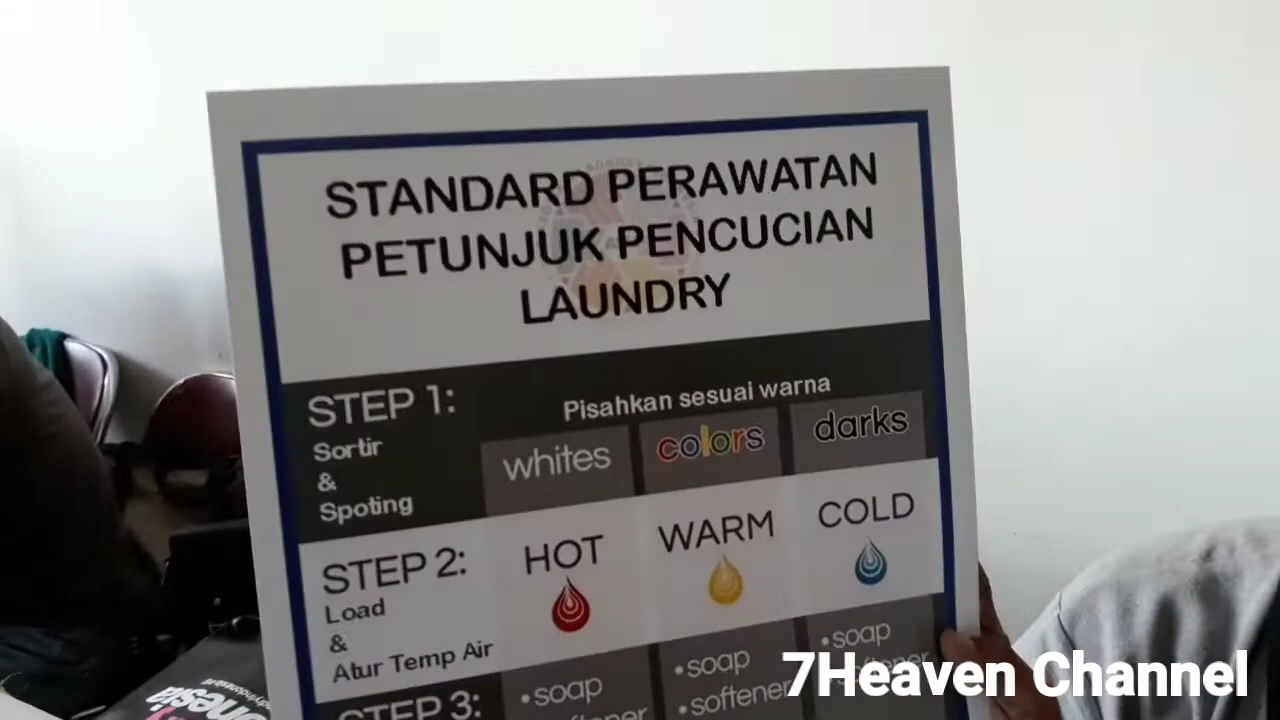 STANDARD PERAWATAN
PETUNJUK PENCUCIAN
LAUNDRY
STEP 1:
Sortir
&
Spoting
Pisahkan sesuai warna
whites
colors
darks
STEP 2:
Load
&
Atur Temp Air
HOT
WARM
COLD
STEP 3:
•soap
•soap
•softener
•soap
7Heaven Channel